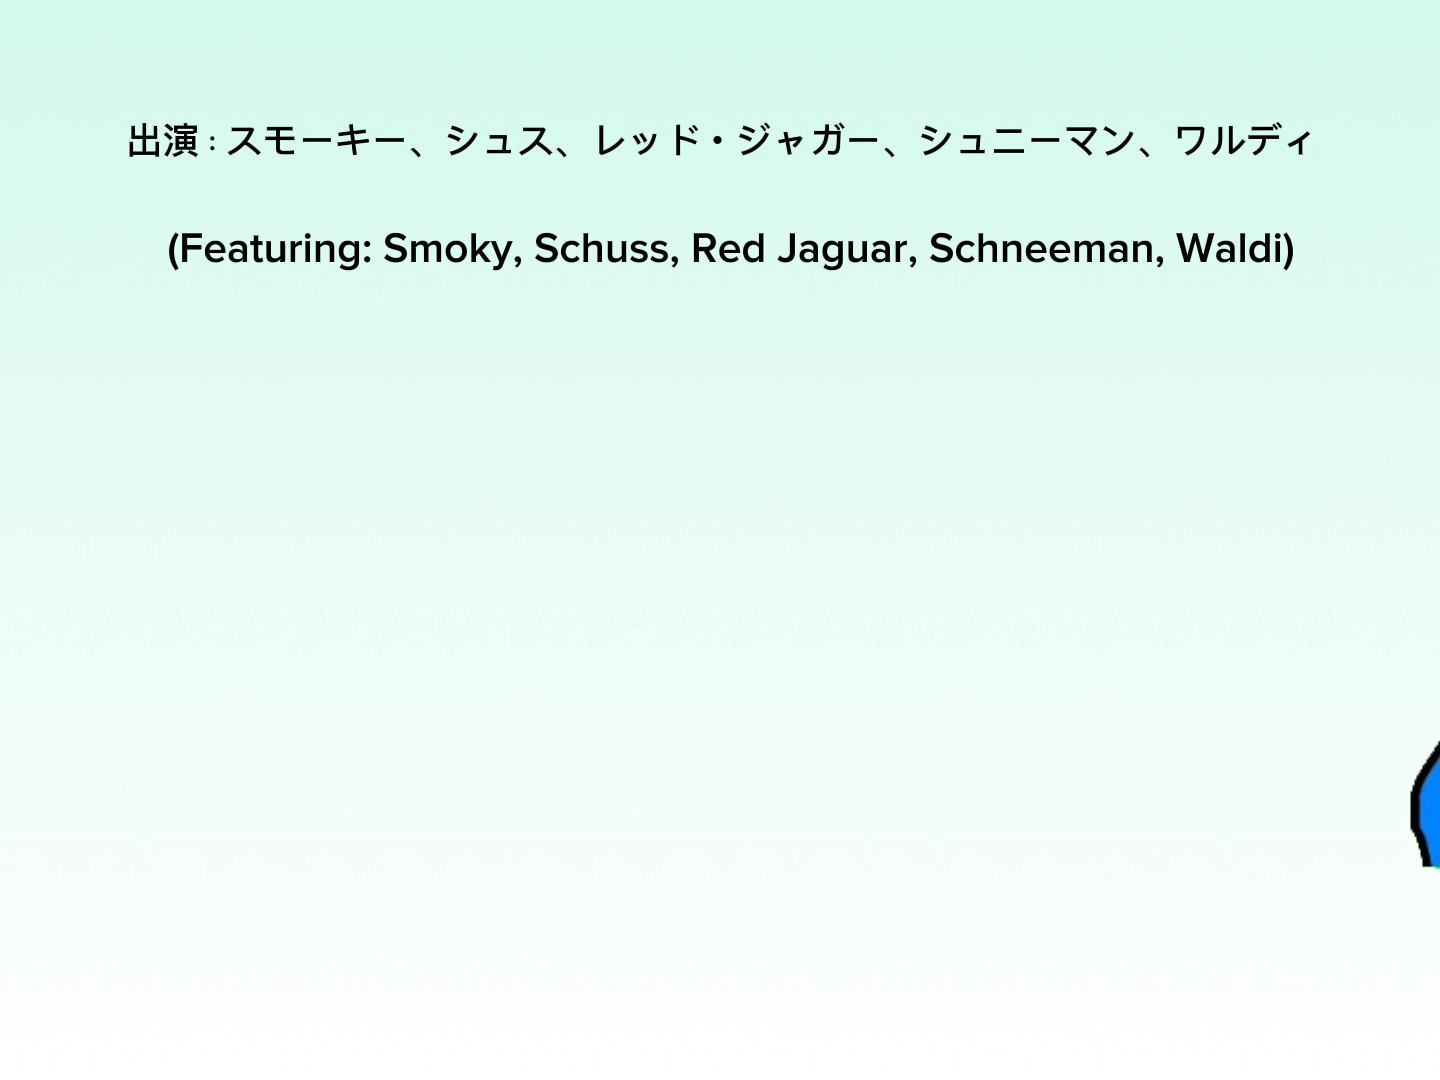 出演 : スモーキー、シュス、レッド・ジャガー、シュニーマン、ワルディ
(Featuring: Smoky, Schuss, Red Jaguar, Schneeman, Waldi)